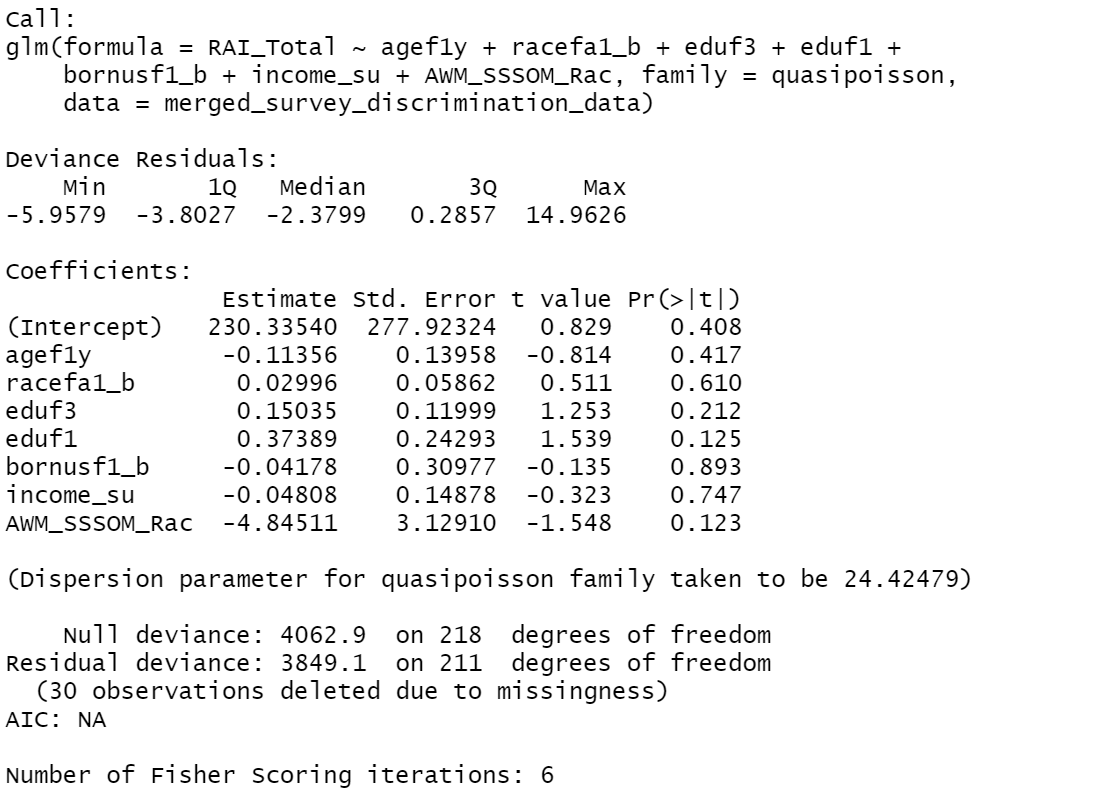 Call:
glm(formula = RAI_Total ~ agef1y + racefa1_b + eduf3 + eduf1 +
    bornusf1_b + income_su + AWM_SSSOM_Rac, family = quasipoisson,
    data = merged_survey_discrimination_data)

Deviance Residuals:
    Min       1Q   Median       3Q      Max
-5.9579  -3.8027  -2.3799   0.2857  14.9626

Coefficients:
               Estimate Std. Error t value Pr(>|t|)
(Intercept)   230.33540  277.92324   0.829    0.408
agef1y         -0.11356    0.13958  -0.814    0.417
racefa1_b       0.02996    0.05862   0.511    0.610
eduf3           0.15035    0.11999   1.253    0.212
eduf1           0.37389    0.24293   1.539    0.125
bornusf1_b     -0.04178    0.30977  -0.135    0.893
income_su      -0.04808    0.14878  -0.323    0.747
AWM_SSSOM_Rac  -4.84511    3.12910  -1.548    0.123

(Dispersion parameter for quasipoisson family taken to be 24.42479)

    Null deviance: 4062.9  on 218  degrees of freedom
Residual deviance: 3849.1  on 211  degrees of freedom
  (30 observations deleted due to missingness)
AIC: NA

Number of Fisher Scoring iterations: 6